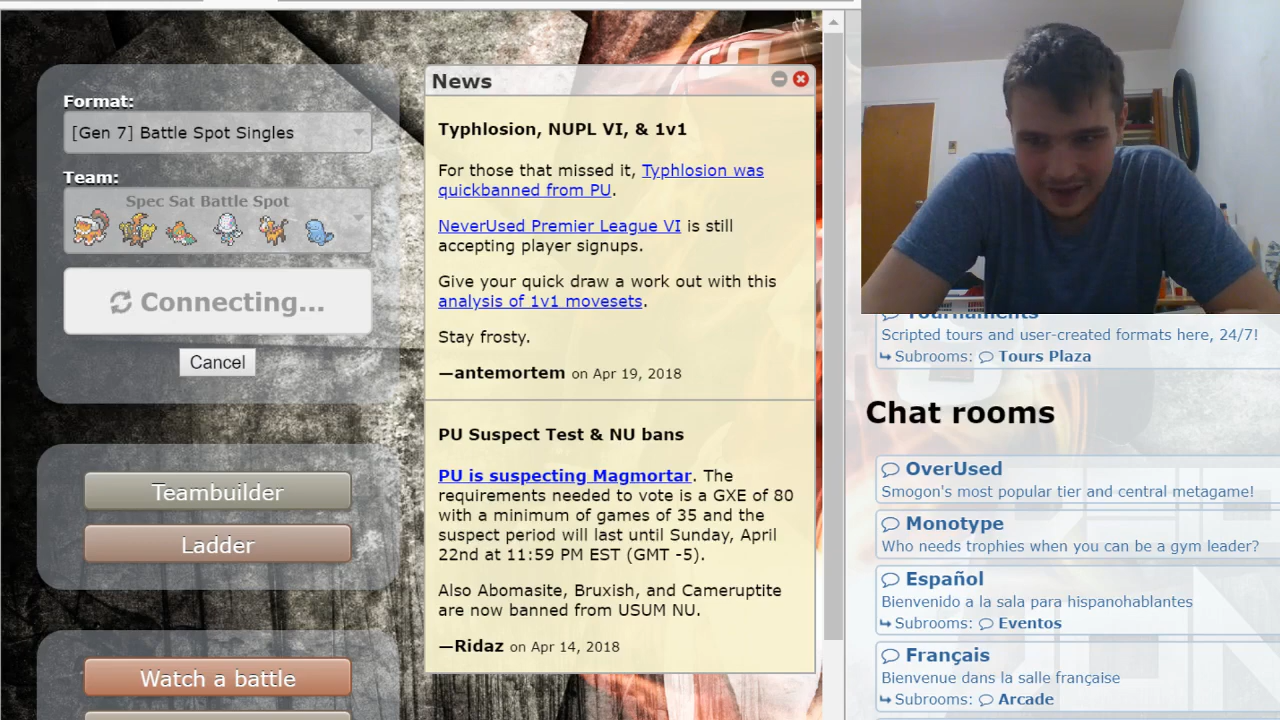 Format:
[Gen 7] Battle Spot Singles
Team:
Spec Sat Battle Spot
Connecting...
Cancel
Teambuilder
Ladder
Watch a battle
News
Typhlosion, NUPL VI, & 1v1
For those that missed it, Typhlosion was
quickbanned from PU.
NeverUsed Premier League VI is still
accepting player signups.
Give your quick draw a work out with this
analysis of 1v1 movesets.
Stay frosty.
—antemortem on Apr 19, 2018
PU Suspect Test & NU bans
PU is suspecting Magmortar. The
requirements needed to vote is a GXE of 80
with a minimum of games of 35 and the
suspect period will last until Sunday, April
22nd at 11:59 PM EST (GMT -5).
Also Abomasite, Bruxish, and Cameruptite
are now banned from USUM NU.
—Ridaz on Apr 14, 2018
Tournaments
Scripted tours and user-created formats here, 24/7!
Subrooms: Tours Plaza
Chat rooms
OverUsed
Smogon's most popular tier and central metagame!
Monotype
Who needs trophies when you can be a gym leader?
Español
Bienvenido a la sala para hispanohablantes
Subrooms: Eventos
Français
Bienvenue dans la salle française
Subrooms: Arcade